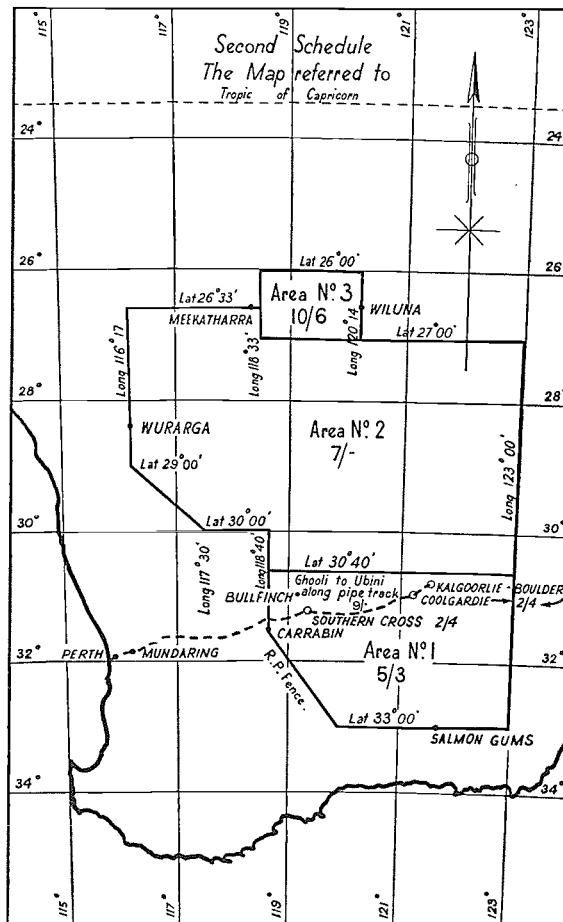 115°
117°
119°
121°
123°
Second Schedule
The Map referred to
Tropic of Capricorn
24°
24°
26°
26°
Lat 26°00'
Lat 26°33'
Area No. 3
10/6
MEEKATHARRA
WILUNA
Long 116°17
Long 118°33'
Long 120°14
Lat 27°00'
28°
28°
WURARGA
Area No. 2
7/-
Lat 29°00'
Long 123°00'
30°
30°
Lat 30°00'
Long 117°30'
Long 118°40'
Lat 30°40'
Ghooli to Ubini
along pipe track
9/-
BULLFINCH
KALGOORLIE - BOULDER
COOLGARDIE
2/4
SOUTHERN CROSS 2/4
CARRABIN
PERTH
MUNDARING
32°
32°
Area No. 1
5/3
R.P. Fence.
Lat 33°00'
SALMON GUMS
34°
34°
115°
117°
119°
121°
123°